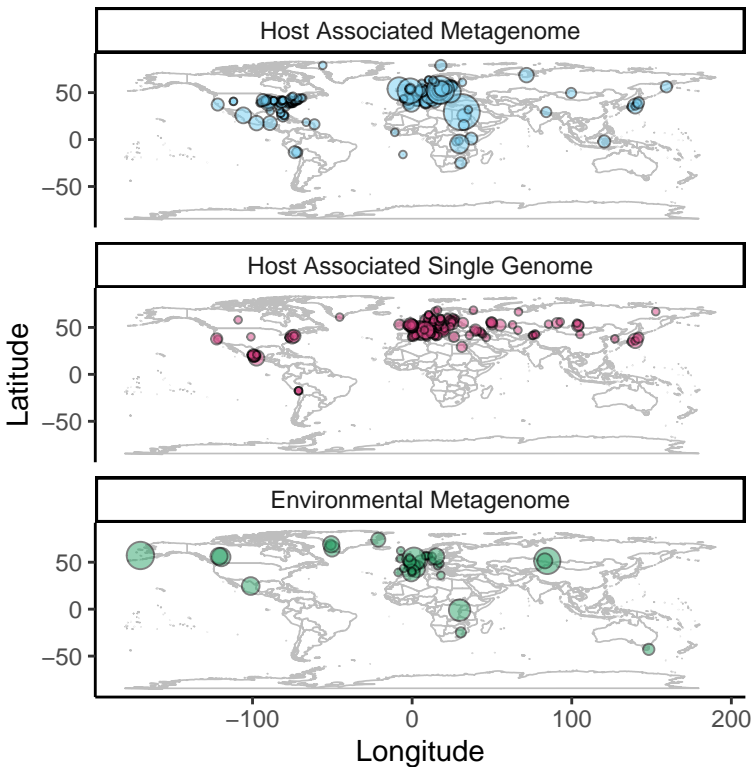 Host Associated Metagenome
50
0
−50
Host Associated Single Genome
50
0
−50
Latitude
Environmental Metagenome
50
0
−50
−100 0 100 200
Longitude